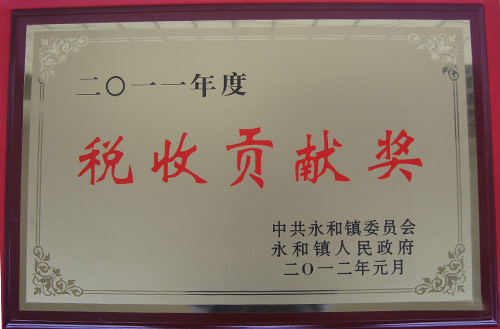 二〇一一年度
税收贡献奖
中共永和镇委员会
永和镇人民政府
二〇一二年元月